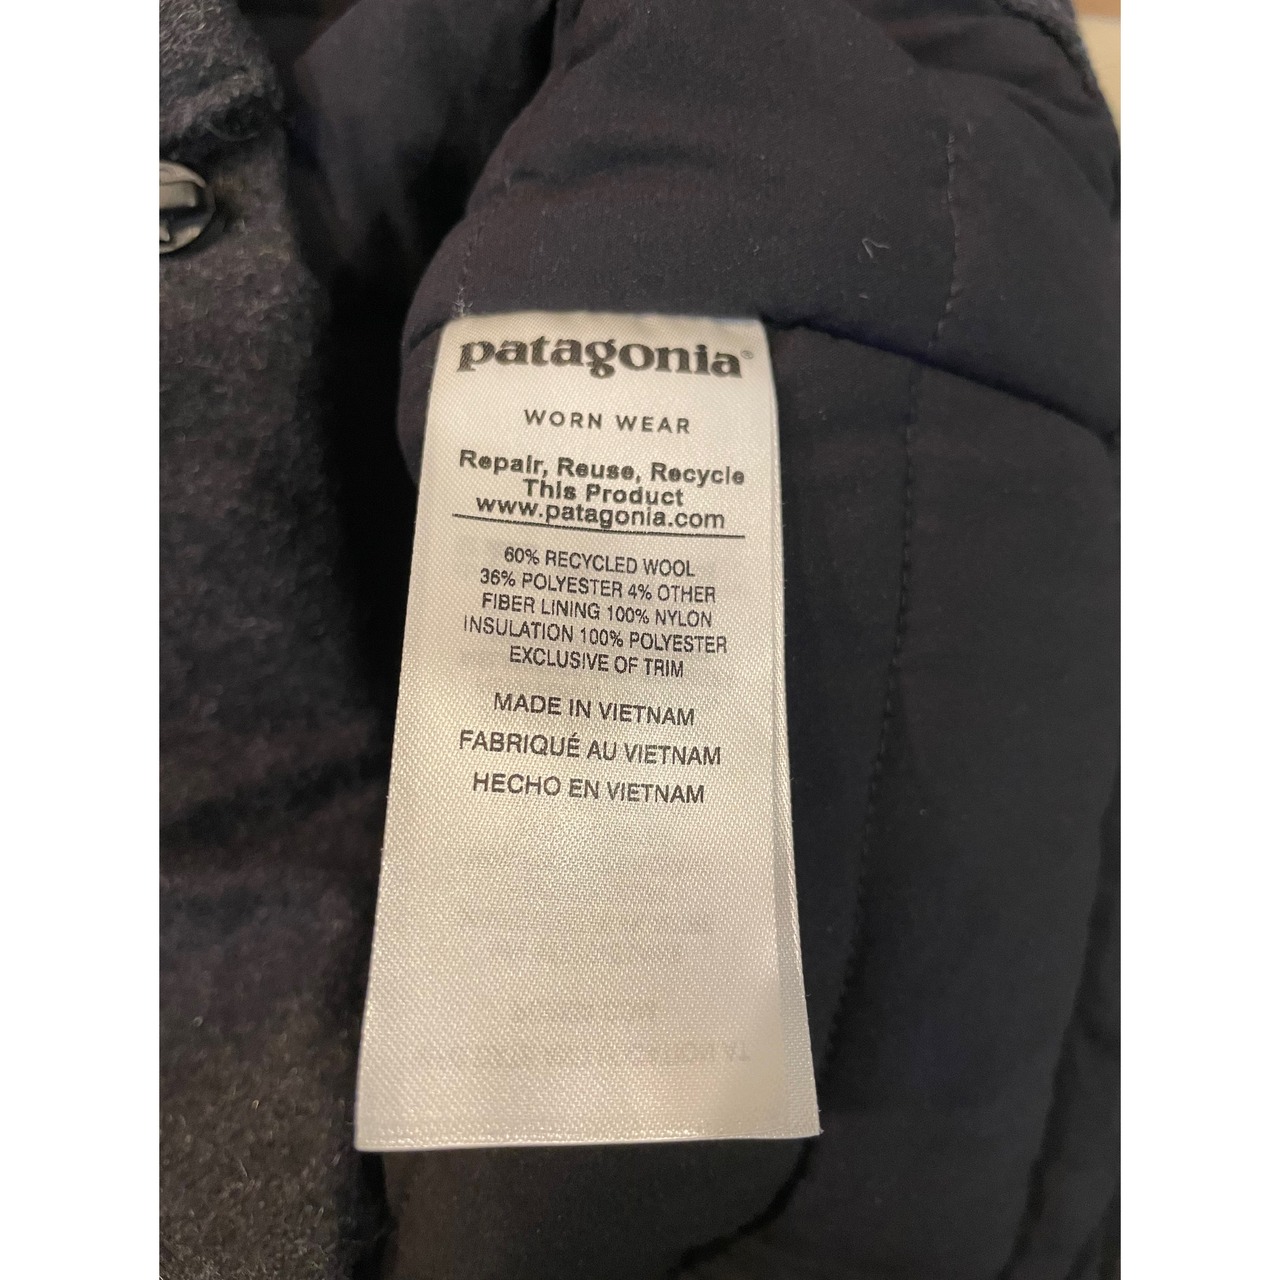 patagonia®
WORN WEAR
Repair, Reuse, Recycle
This Product
www.patagonia.com
60% RECYCLED WOOL
36% POLYESTER 4% OTHER
FIBER LINING 100% NYLON
INSULATION 100% POLYESTER
EXCLUSIVE OF TRIM
MADE IN VIETNAM
FABRIQUÉ AU VIETNAM
HECHO EN VIETNAM